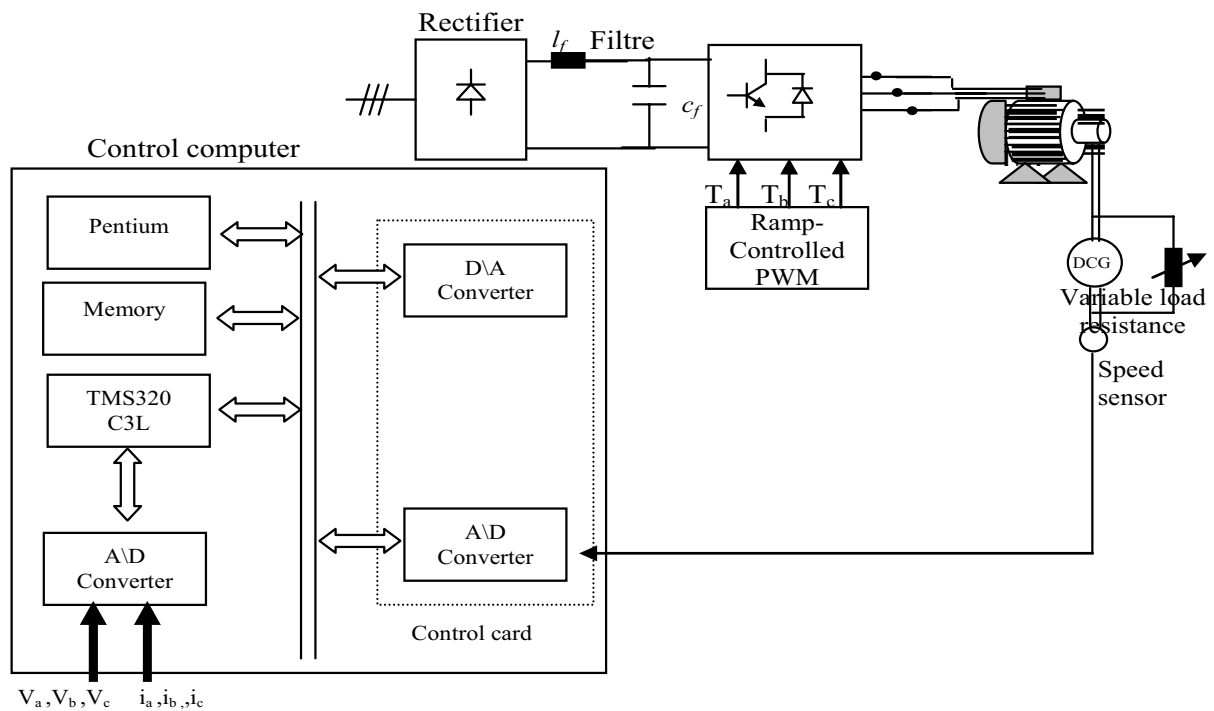 Rectifier
l_f Filtre
c_f
Control computer
Pentium
Memory
TMS320
C3L
A\D
Converter
D\A
Converter
A\D
Converter
Control card
V_a ,V_b ,V_c i_a ,i_b ,,i_c
T_a T_b T_c
Ramp-
Controlled
PWM
DCG
Variable load
resistance
Speed
sensor